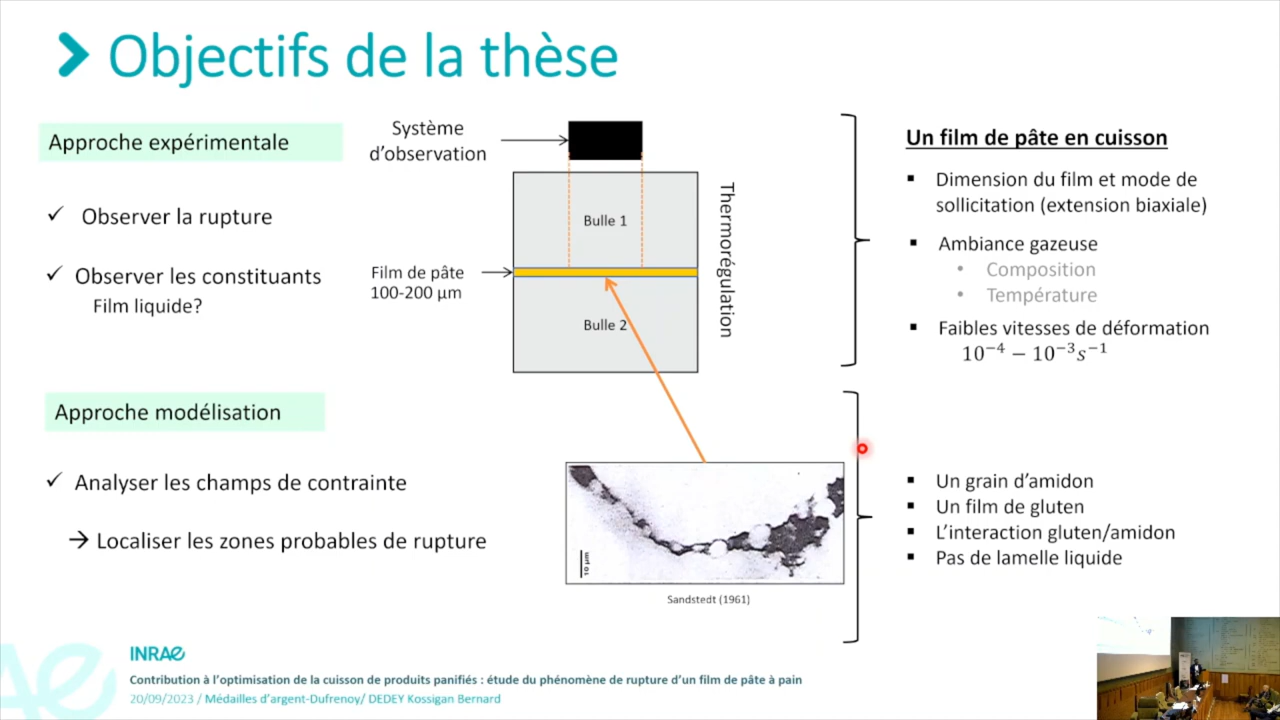 Objectifs de la thèse
Approche expérimentale
✓ Observer la rupture
✓ Observer les constituants
Film liquide?
Système
d'observation
Bulle 1
Film de pâte
100-200 µm
Bulle 2
Thermorégulation
Un film de pâte en cuisson
▪ Dimension du film et mode de
sollicitation (extension biaxiale)
▪ Ambiance gazeuse
• Composition
• Température
▪ Faibles vitesses de déformation
10⁻⁴ − 10⁻³s⁻¹
Approche modélisation
✓ Analyser les champs de contrainte
→ Localiser les zones probables de rupture
10 µm
Sandstedt (1961)
▪ Un grain d'amidon
▪ Un film de gluten
▪ L'interaction gluten/amidon
▪ Pas de lamelle liquide
INRAE
Contribution à l'optimisation de la cuisson de produits panifiés : étude du phénomène de rupture d'un film de pâte à pain
20/09/2023 / Médailles d'argent-Dufrenoy/ DEDEY Kossigan Bernard